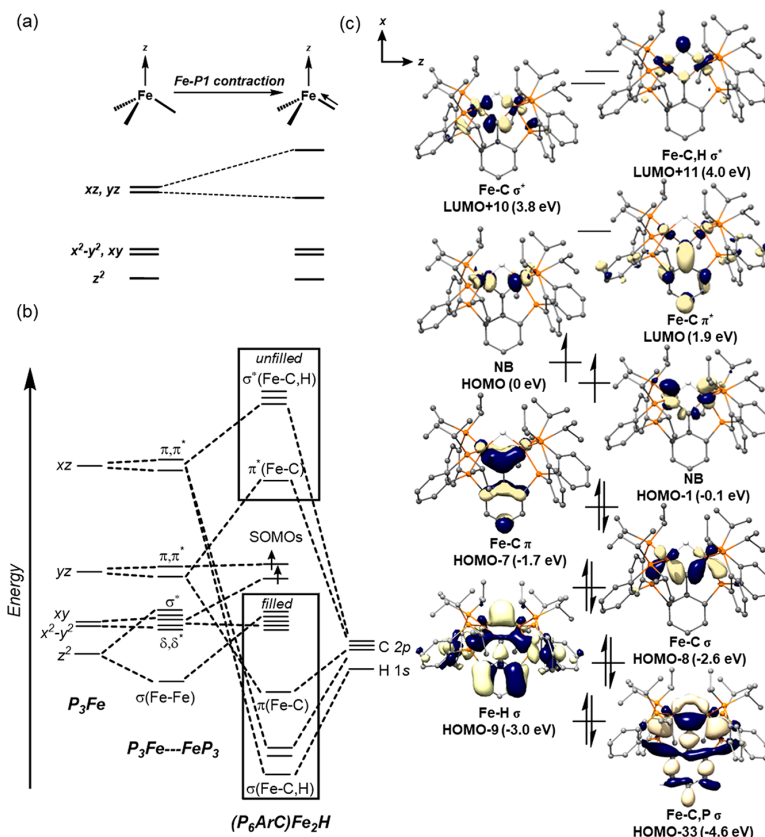 (a)
z
Fe
Fe-P1 contraction
z
Fe
xz, yz
x²-y², xy
z²
(b)
Energy
xz
π,π*
yz
π,π*
xy
x²-y²
z²
σ*
δ,δ*
σ(Fe-Fe)
P₃Fe
P₃Fe---FeP₃
unfilled
σ*(Fe-C,H)
π*(Fe-C)
SOMOs
filled
π(Fe-C)
σ(Fe-C,H)
(P₆ArC)Fe₂H
C 2p
H 1s
(c)
x
z
Fe-C σ*
LUMO+10 (3.8 eV)
Fe-C,H σ*
LUMO+11 (4.0 eV)
NB
HOMO (0 eV)
Fe-C π*
LUMO (1.9 eV)
Fe-C π
HOMO-7 (-1.7 eV)
NB
HOMO-1 (-0.1 eV)
Fe-H σ
HOMO-9 (-3.0 eV)
Fe-C σ
HOMO-8 (-2.6 eV)
Fe-C,P σ
HOMO-33 (-4.6 eV)